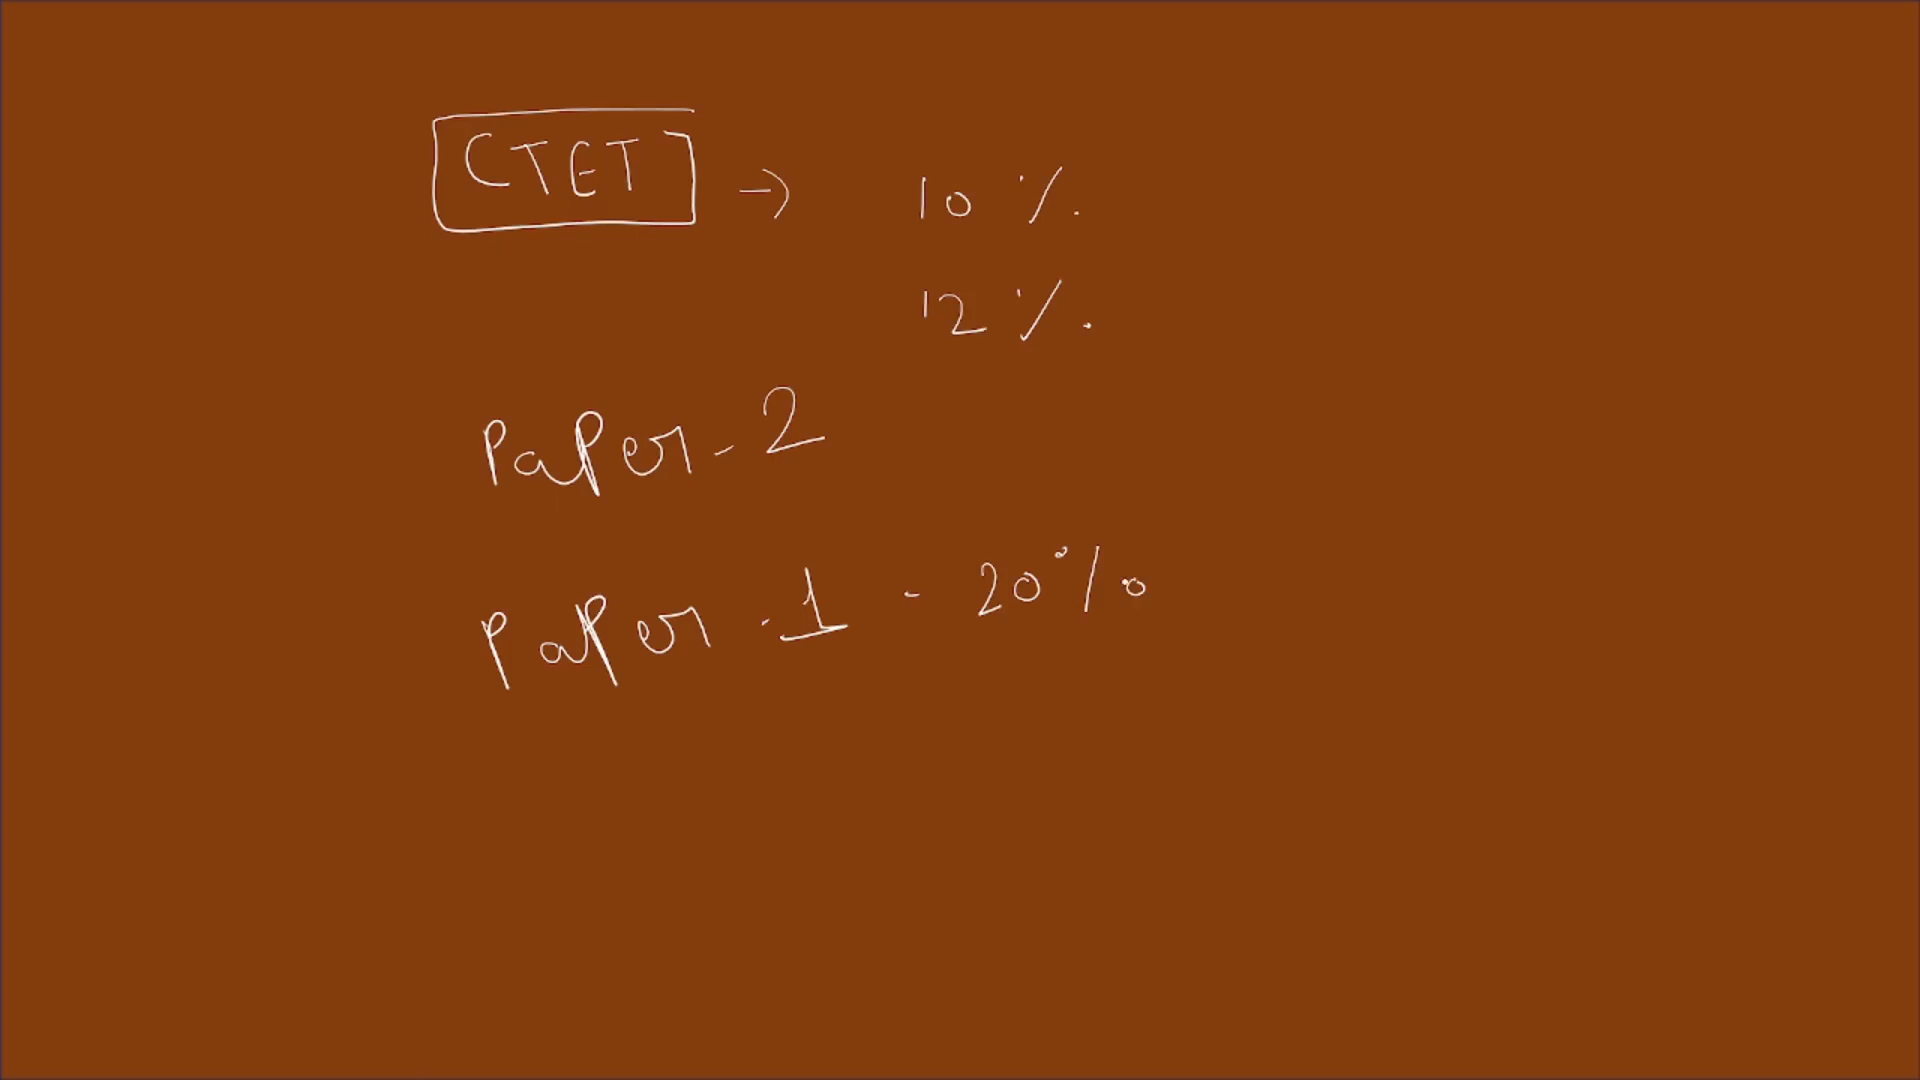 CTET → 10 %.
12 %.
Paper - 2
Paper - 1 - 20%